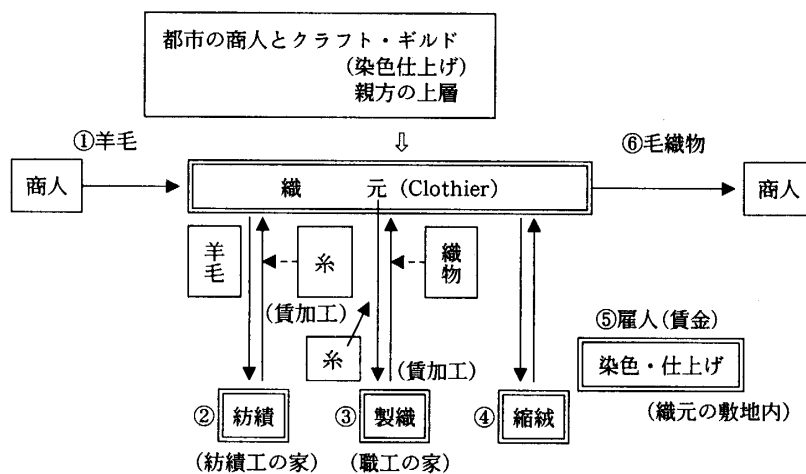 都市の商人とクラフト・ギルド
(染色仕上げ)
親方の上層
①羊毛
⇩
⑥毛織物
商人
織 元 (Clothier)
商人
羊毛
糸
織物
(賃加工)
⑤雇人(賃金)
糸
(賃加工)
染色・仕上げ
(織元の敷地内)
② 紡績
③ 製織
④ 縮絨
(紡績工の家)
(職工の家)